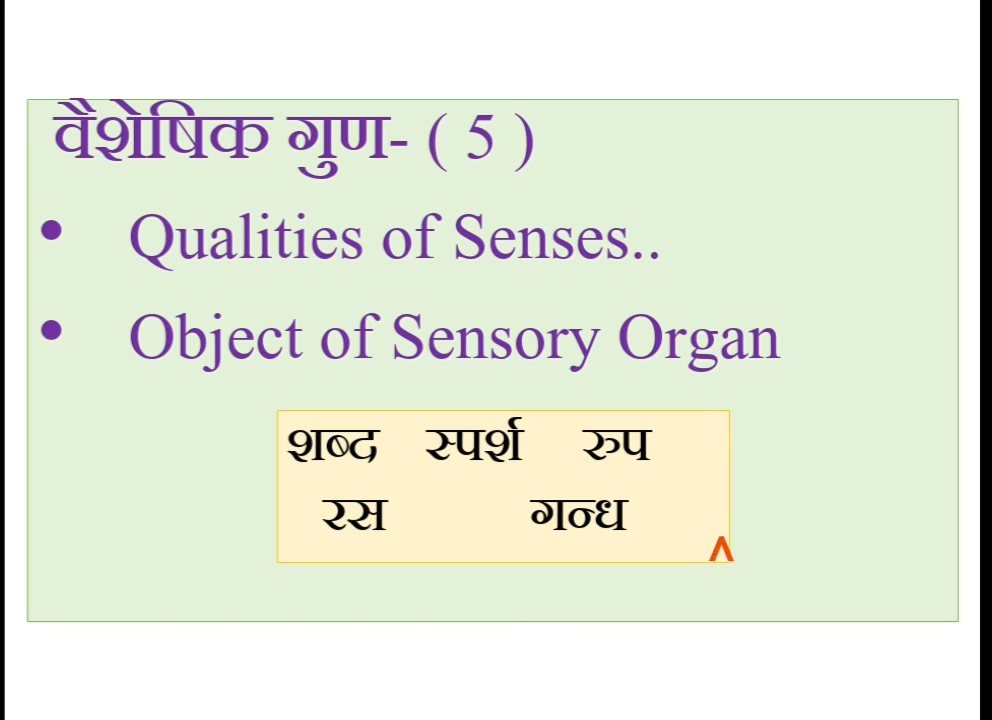 वैशेषिक गुण- ( 5 )
• Qualities of Senses..
• Object of Sensory Organ
शब्द स्पर्श रुप
रस गन्ध
^